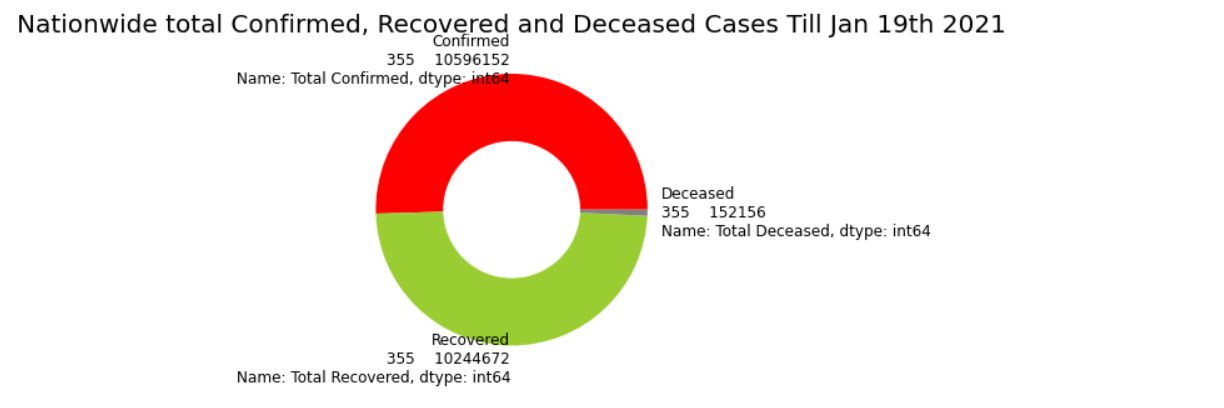 Nationwide total Confirmed, Recovered and Deceased Cases Till Jan 19th 2021
Confirmed
355 10596152
Name: Total Confirmed, dtype: int64
Deceased
355 152156
Name: Total Deceased, dtype: int64
Recovered
355 10244672
Name: Total Recovered, dtype: int64